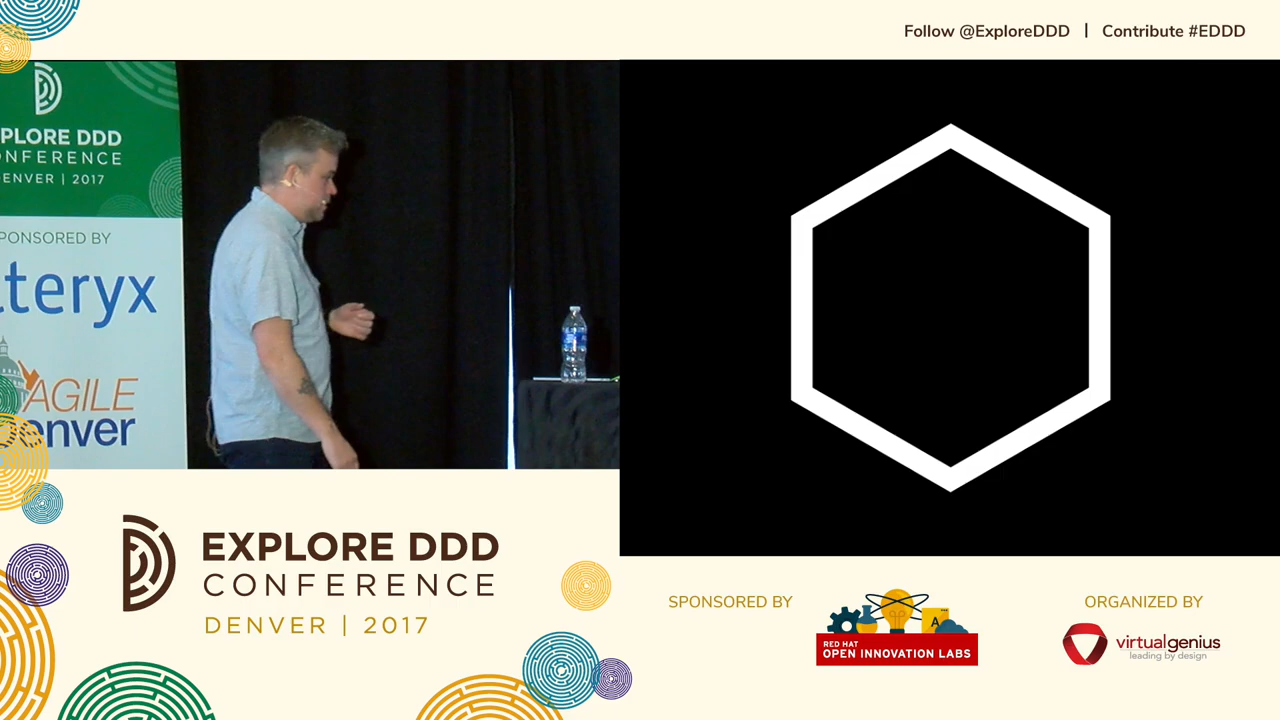 Follow @ExploreDDD | Contribute #EDDD
PLORE DDD
ONFERENCE
ENVER | 2017
PONSORED BY
teryx
AGILE
Denver
EXPLORE DDD
CONFERENCE
DENVER | 2017
SPONSORED BY
RED HAT
OPEN INNOVATION LABS
A
ORGANIZED BY
virtualgenius
leading by design